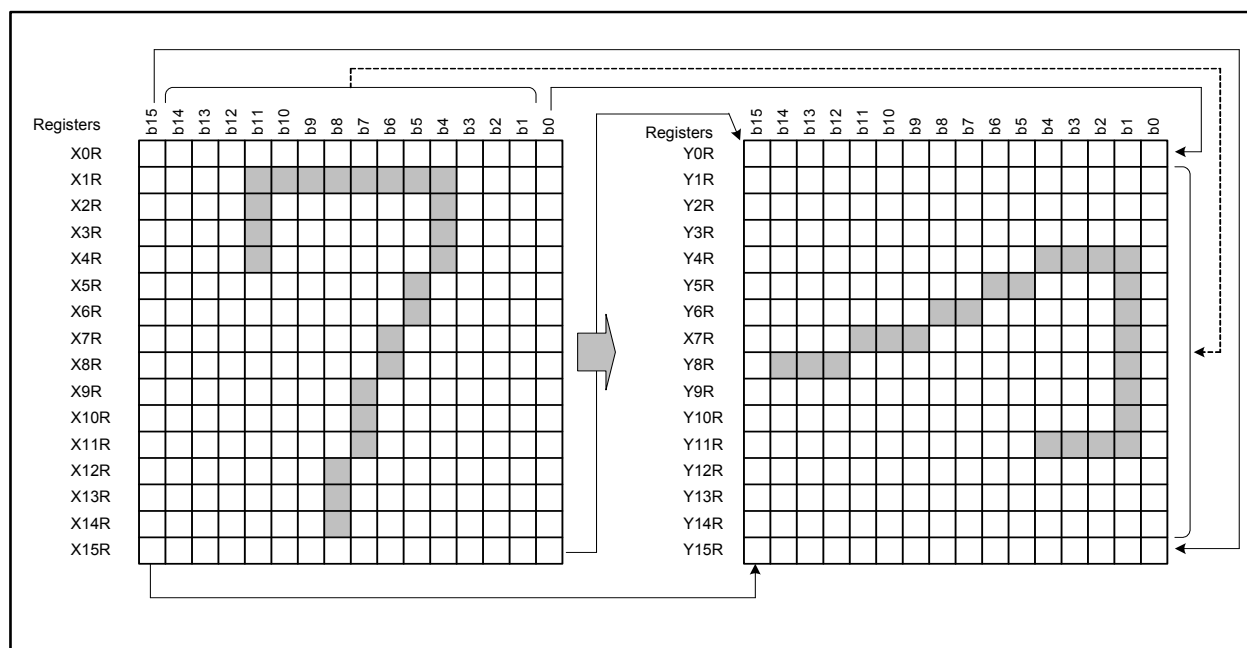 Registers b15 b14 b13 b12 b11 b10 b9 b8 b7 b6 b5 b4 b3 b2 b1 b0
X0R
X1R
X2R
X3R
X4R
X5R
X6R
X7R
X8R
X9R
X10R
X11R
X12R
X13R
X14R
X15R
Registers b15 b14 b13 b12 b11 b10 b9 b8 b7 b6 b5 b4 b3 b2 b1 b0
Y0R
Y1R
Y2R
Y3R
Y4R
Y5R
Y6R
X7R
Y8R
Y9R
Y10R
Y11R
Y12R
Y13R
Y14R
Y15R